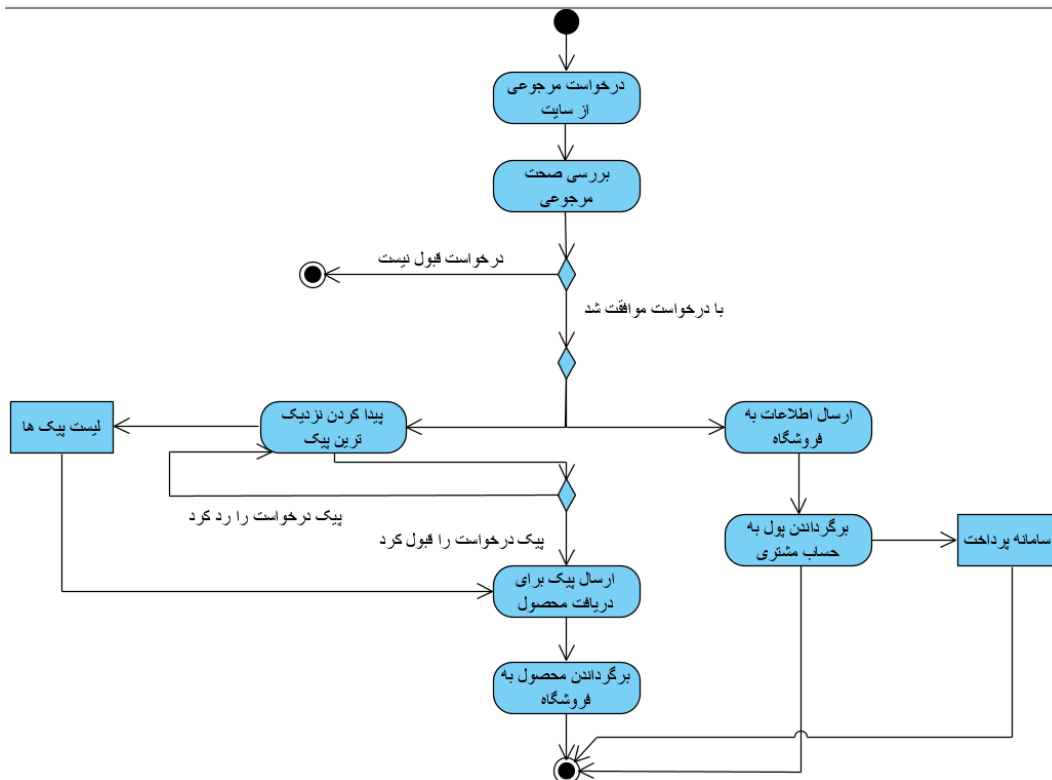 درخواست مرجوعی
از سایت
بررسی صحت
مرجوعی
درخواست قبول نیست
با درخواست موافقت شد
ارسال اطلاعات به
فروشگاه
پیدا کردن نزدیک
ترین پیک
لیست پیک ها
پیک درخواست را رد کرد
برگرداندن پول به
حساب مشتری
سامانه پرداخت
پیک درخواست را قبول کرد
ارسال پیک برای
دریافت محصول
برگرداندن محصول به
فروشگاه